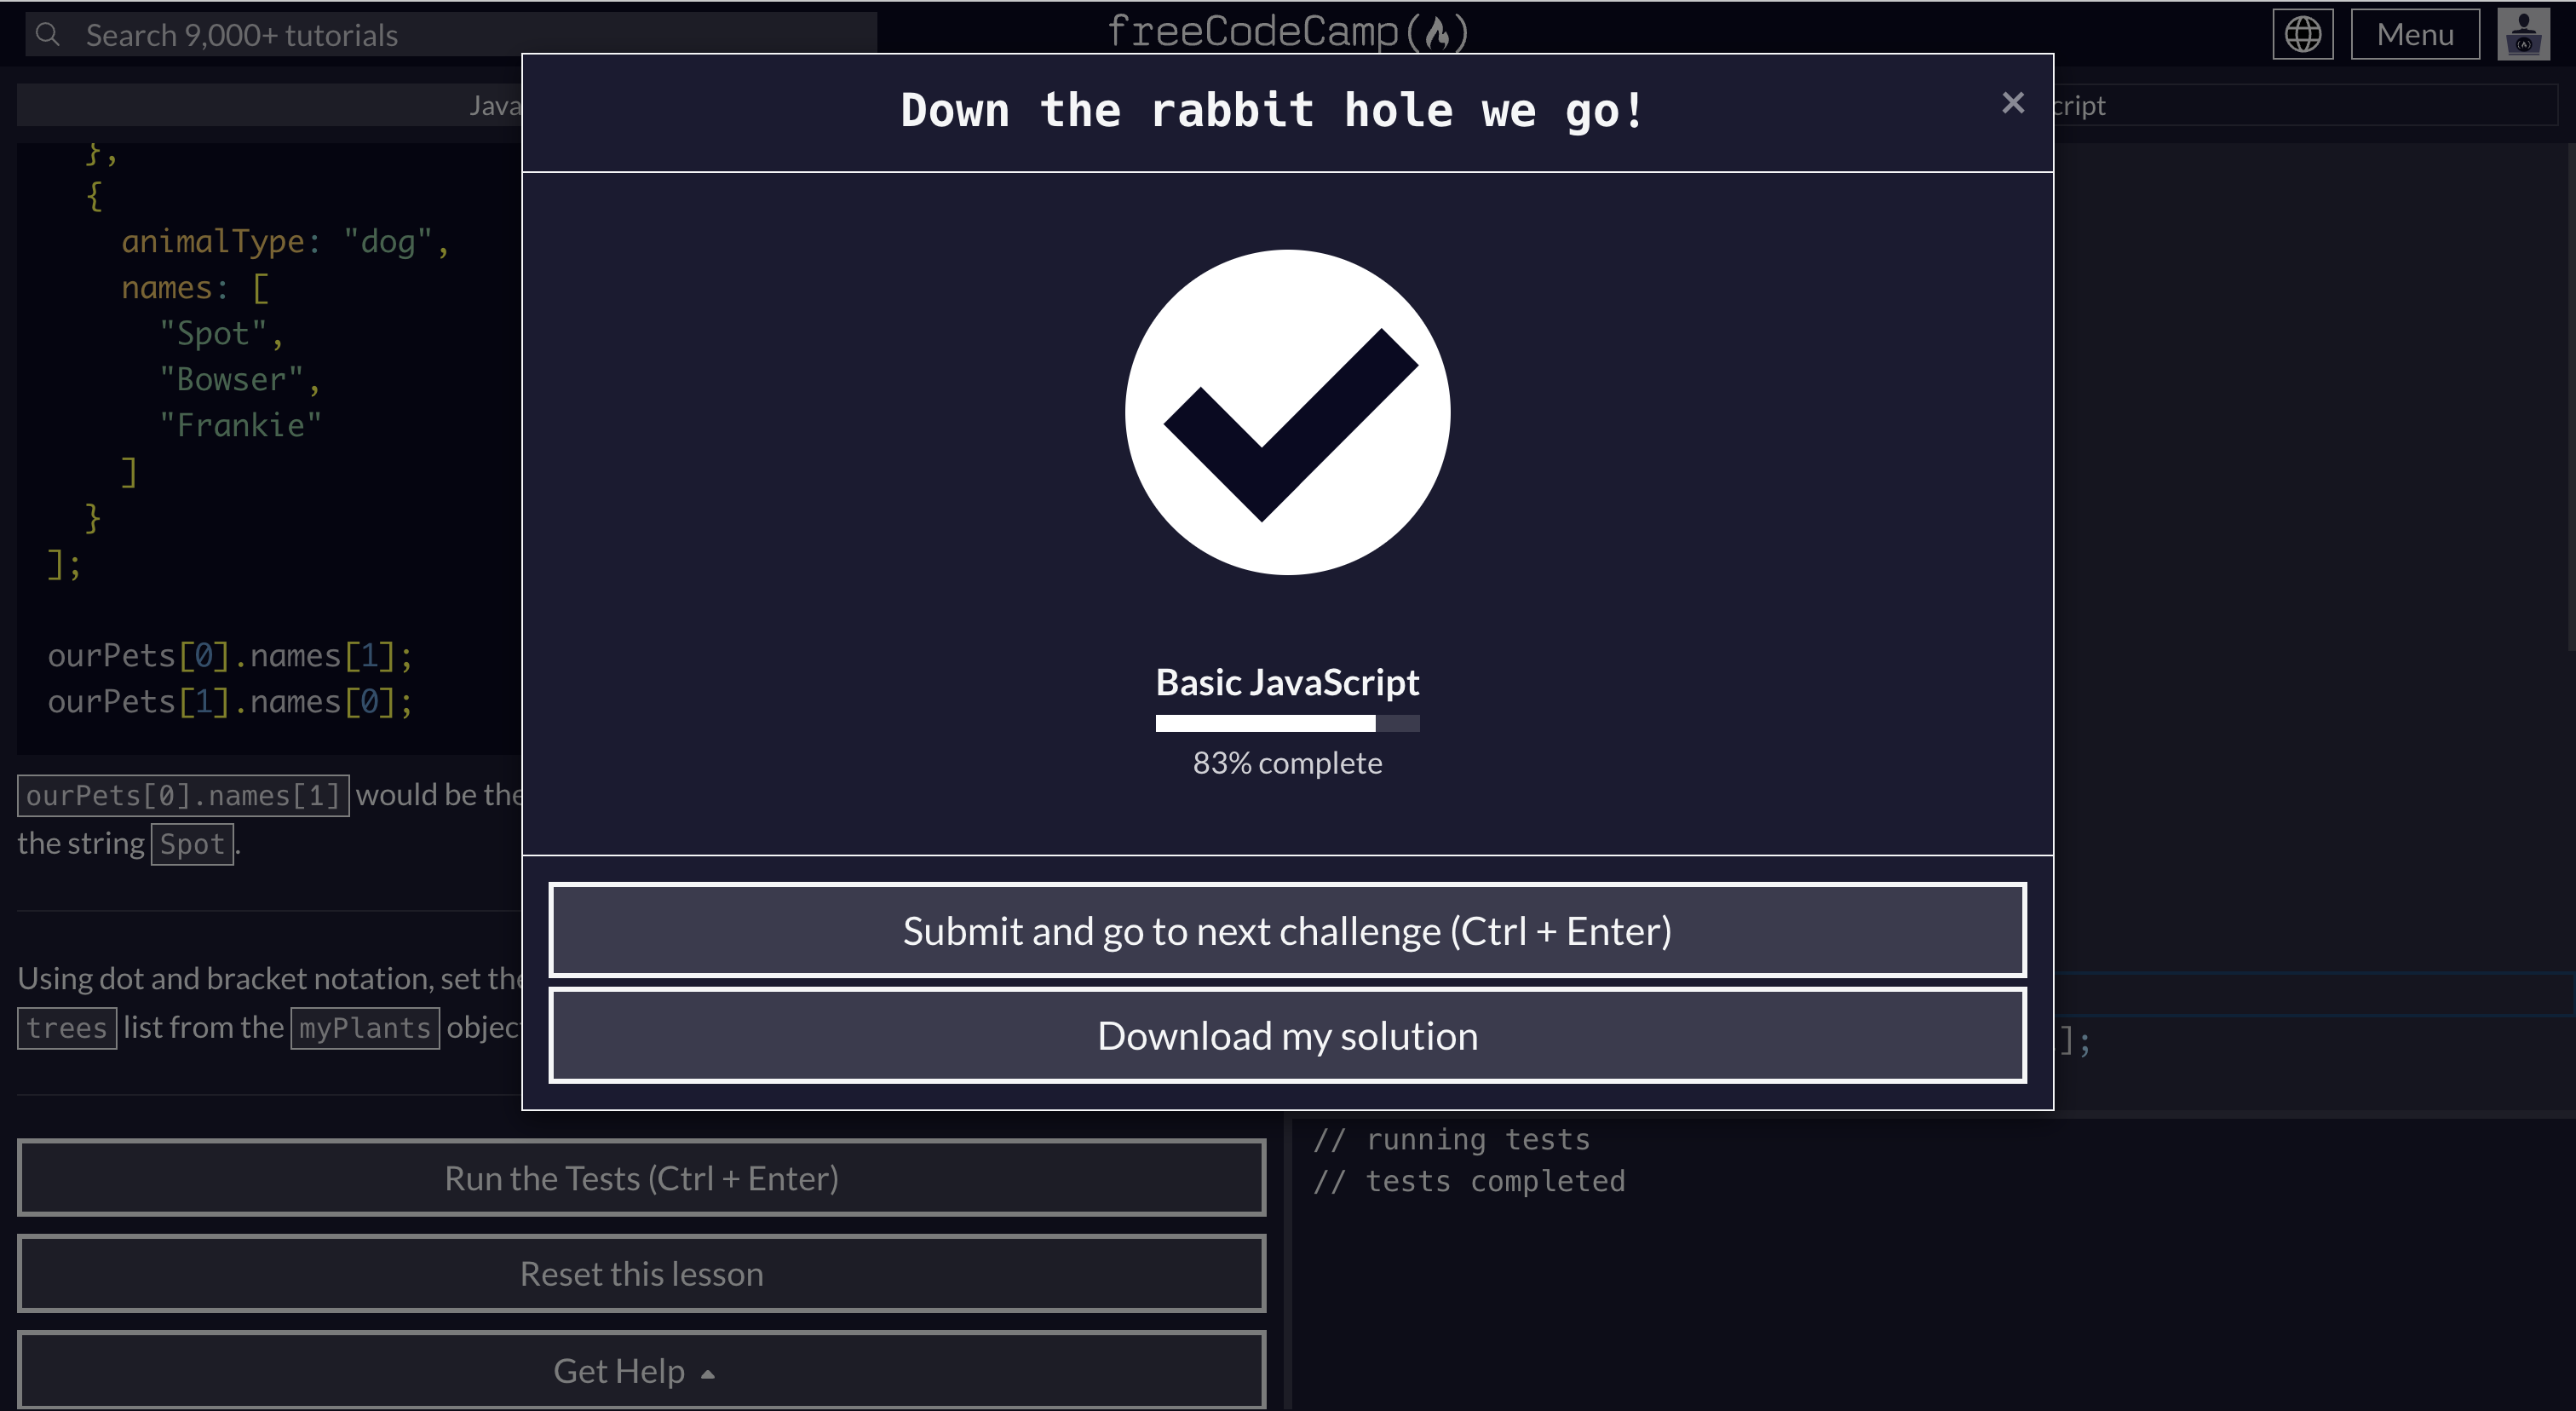 Search 9,000+ tutorials
freeCodeCamp(🔥)
Menu
Java
cript
Down the rabbit hole we go!
×
},
{
animalType: "dog",
names: [
"Spot",
"Bowser",
"Frankie"
]
}
];
ourPets[0].names[1];
ourPets[1].names[0];
ourPets[0].names[1] would be the
the string Spot.
Using dot and bracket notation, set the
trees list from the myPlants objec
Run the Tests (Ctrl + Enter)
Reset this lesson
Get Help
Basic JavaScript
83% complete
Submit and go to next challenge (Ctrl + Enter)
Download my solution
];
// running tests
// tests completed